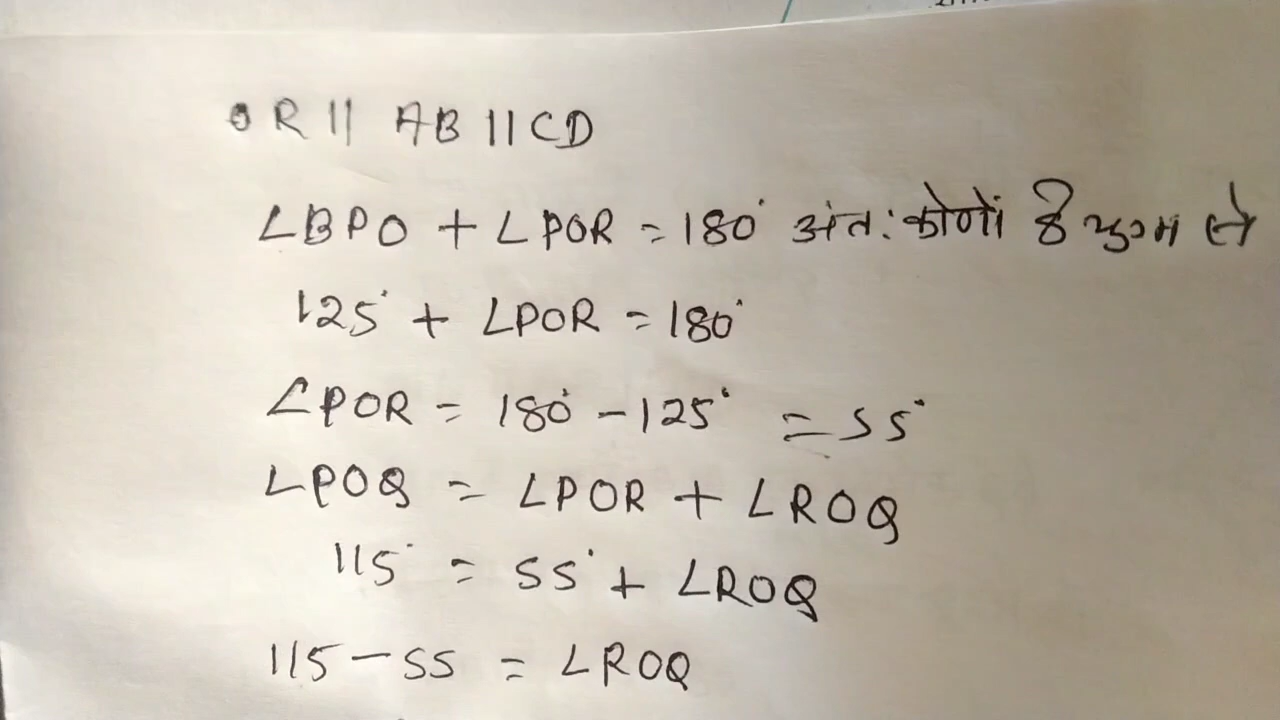 OR || AB || CD
∠BPO + ∠POR = 180° अंत: कोणों के युग्म से
125° + ∠POR = 180°
∠POR = 180° - 125° = 55°
∠POQ = ∠POR + ∠ROQ
115° = 55° + ∠ROQ
115 - 55 = ∠ROQ